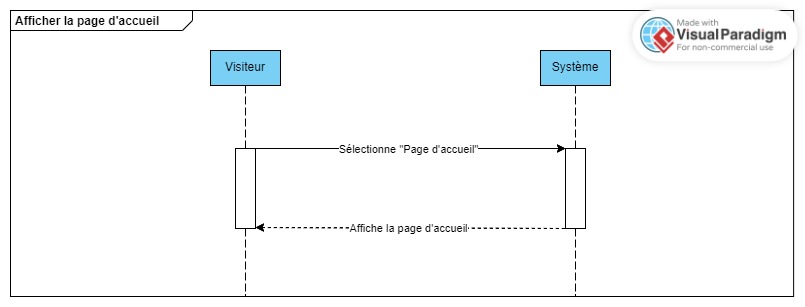 Afficher la page d'accueil
Made with
Visual Paradigm
For non-commercial use
Visiteur
Système
Sélectionne "Page d'accueil"
Affiche la page d'accueil